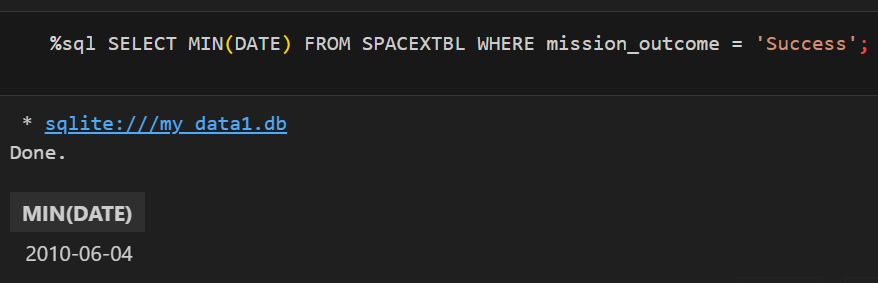 %sql SELECT MIN(DATE) FROM SPACEXTBL WHERE mission_outcome = 'Success';
* sqlite:///my_data1.db
Done.
MIN(DATE)
2010-06-04